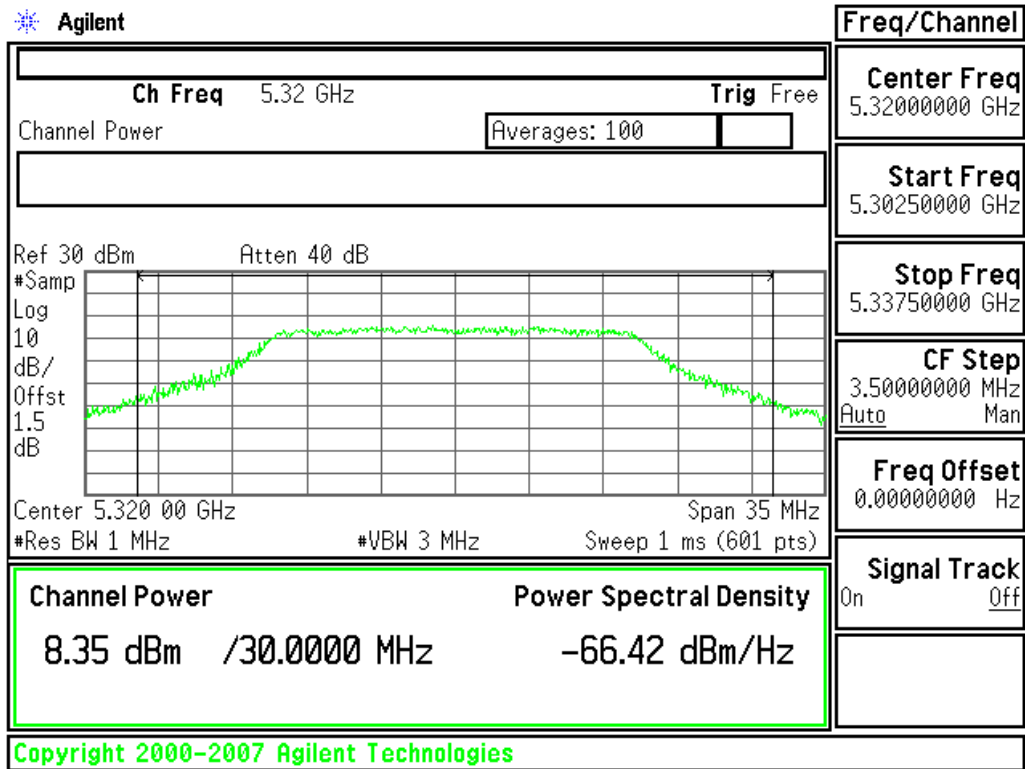 Agilent
Freq/Channel
Ch Freq 5.32 GHz Trig Free
Channel Power Averages: 100
Ref 30 dBm Atten 40 dB
#Samp
Log
10
dB/
Offst
1.5
dB
Center 5.320 00 GHz Span 35 MHz
#Res BW 1 MHz #VBW 3 MHz Sweep 1 ms (601 pts)
Channel Power Power Spectral Density
8.35 dBm /30.0000 MHz -66.42 dBm/Hz
Center Freq
5.32000000 GHz
Start Freq
5.30250000 GHz
Stop Freq
5.33750000 GHz
CF Step
3.50000000 MHz
Auto Man
Freq Offset
0.00000000 Hz
Signal Track
On Off
Copyright 2000-2007 Agilent Technologies